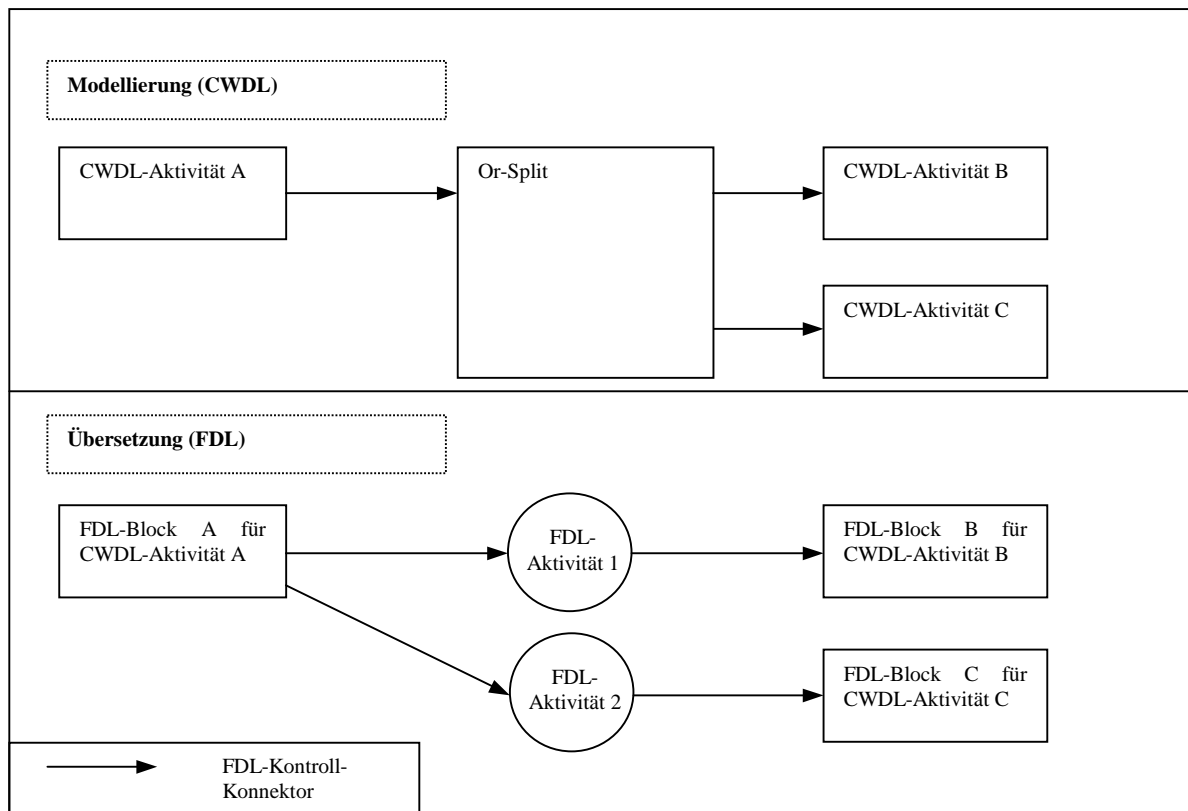 Modellierung (CWDL)
CWDL-Aktivität A
Or-Split
CWDL-Aktivität B
CWDL-Aktivität C
Übersetzung (FDL)
FDL-Block A für
CWDL-Aktivität A
FDL-
Aktivität 1
FDL-Block B für
CWDL-Aktivität B
FDL-
Aktivität 2
FDL-Block C für
CWDL-Aktivität C
FDL-Kontroll-
Konnektor